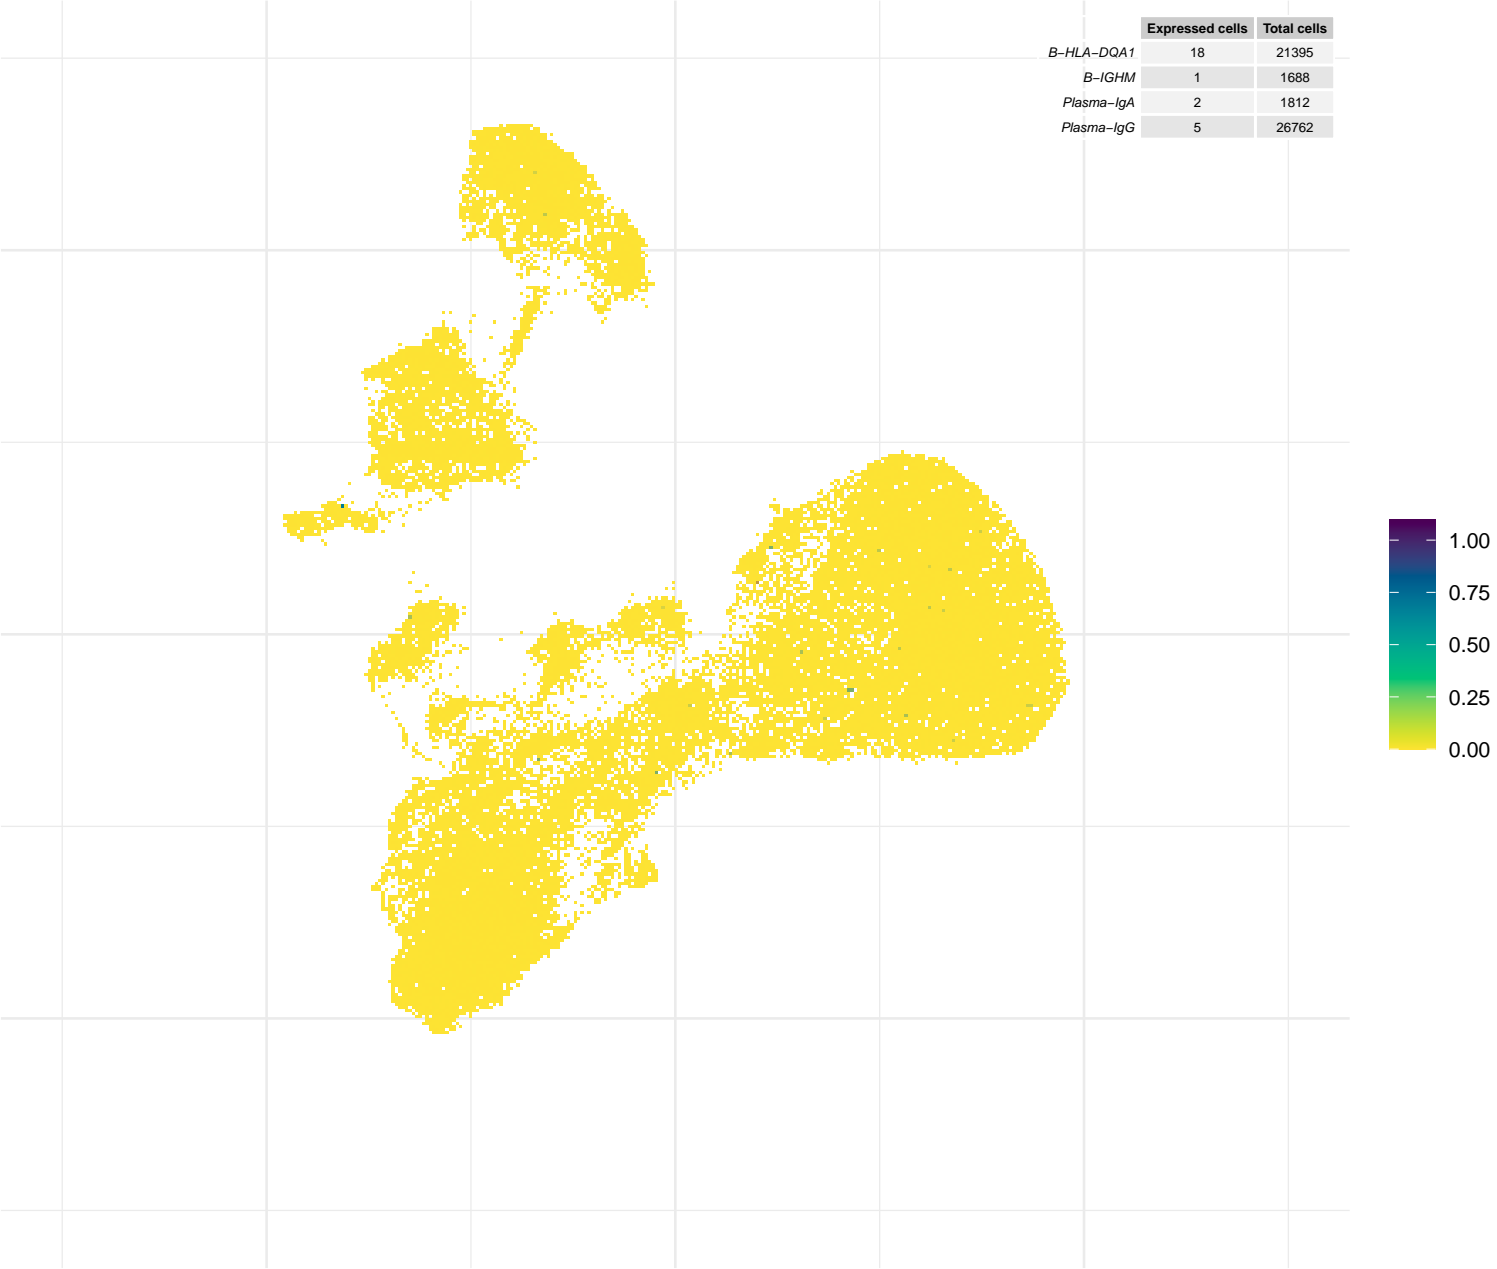 Expressed cells Total cells
B−HLA−DQA1 18 21395
B−IGHM 1 1688
Plasma−IgA 2 1812
Plasma−IgG 5 26762
1.00
0.75
0.50
0.25
0.00